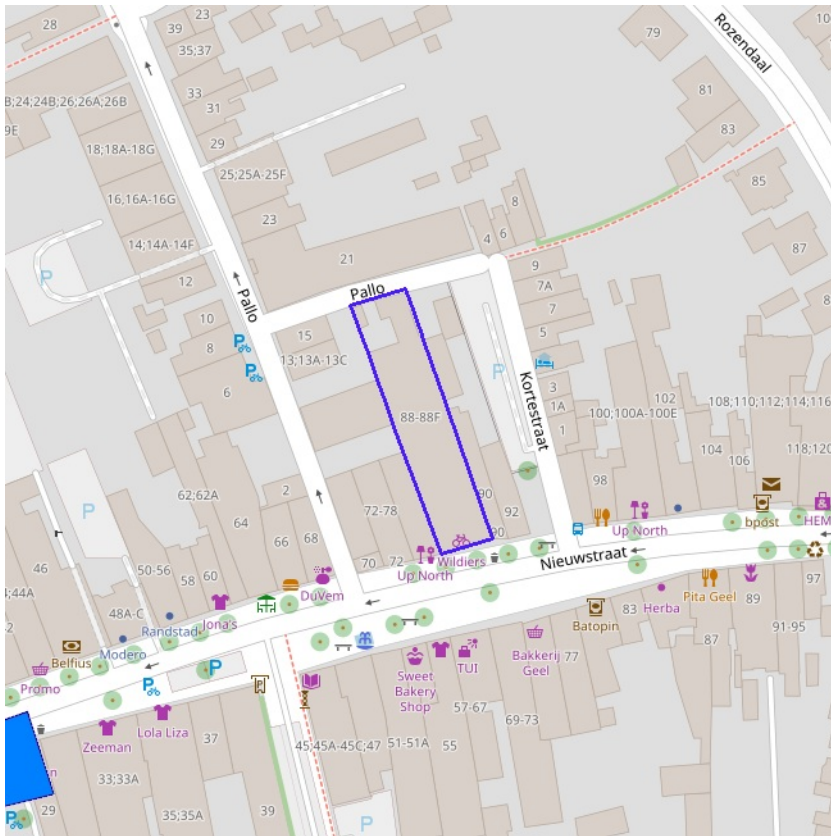 28
23
39
35;37
Rozendaal
79
B;24;24B;26;26A;26B
33
31
81
9E
29
83
18;18A-18G
25;25A-25F
85
16,16A-16G
8
23
6
4
14;14A-14F
21
87
9
P
12
Pallo
7A
Pallo
7
10
15
5
8
13;13A-13C
P
Kortestraat
6
3
88-88F
1A
102
108;110;112;114;116
100;100A-100E
1
104
118;120
106
98
2
62;62A
90
72-78
92
P
64
90
Up North
bpost
HEM
66
68
Wildiers
Nieuwstraat
50-56
70
72
Up North
46
58
60
DuVem
97
;44A
48A-C
Jona's
Pita Geel
89
Randstad
Batopin
83
Herba
Modero
91-95
Belfius
P
87
Promo
P
Sweet
Bakery
Shop
TUI
Bakkerij
Geel
77
P
Lola Liza
57-67
Zeeman
37
69-73
45;45A-45C;47
51-51A
55
33;33A
29
35;35A
39
P
P